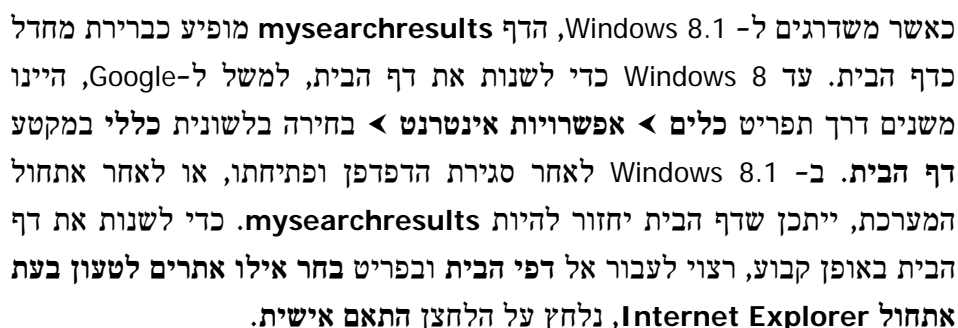 כאשר משדרגים ל- Windows 8.1, הדף mysearchresults מופיע כברירת מחדל
כדף הבית. עד Windows 8 כדי לשנות את דף הבית, למשל ל-Google, היינו
משנים דרך תפריט כלים > אפשרויות אינטרנט > בחירה בלשונית כללי במקטע
דף הבית. ב- Windows 8.1 לאחר סגירת הדפדפן ופתיחתו, או לאחר אתחול
המערכת, ייתכן שדף הבית יחזור להיות mysearchresults. כדי לשנות את דף
הבית באופן קבוע, רצוי לעבור אל דפי הבית ובפריט בחר אילו אתרים לטעון בעת
אתחול Internet Explorer, נלחץ על הלחצן התאם אישית.